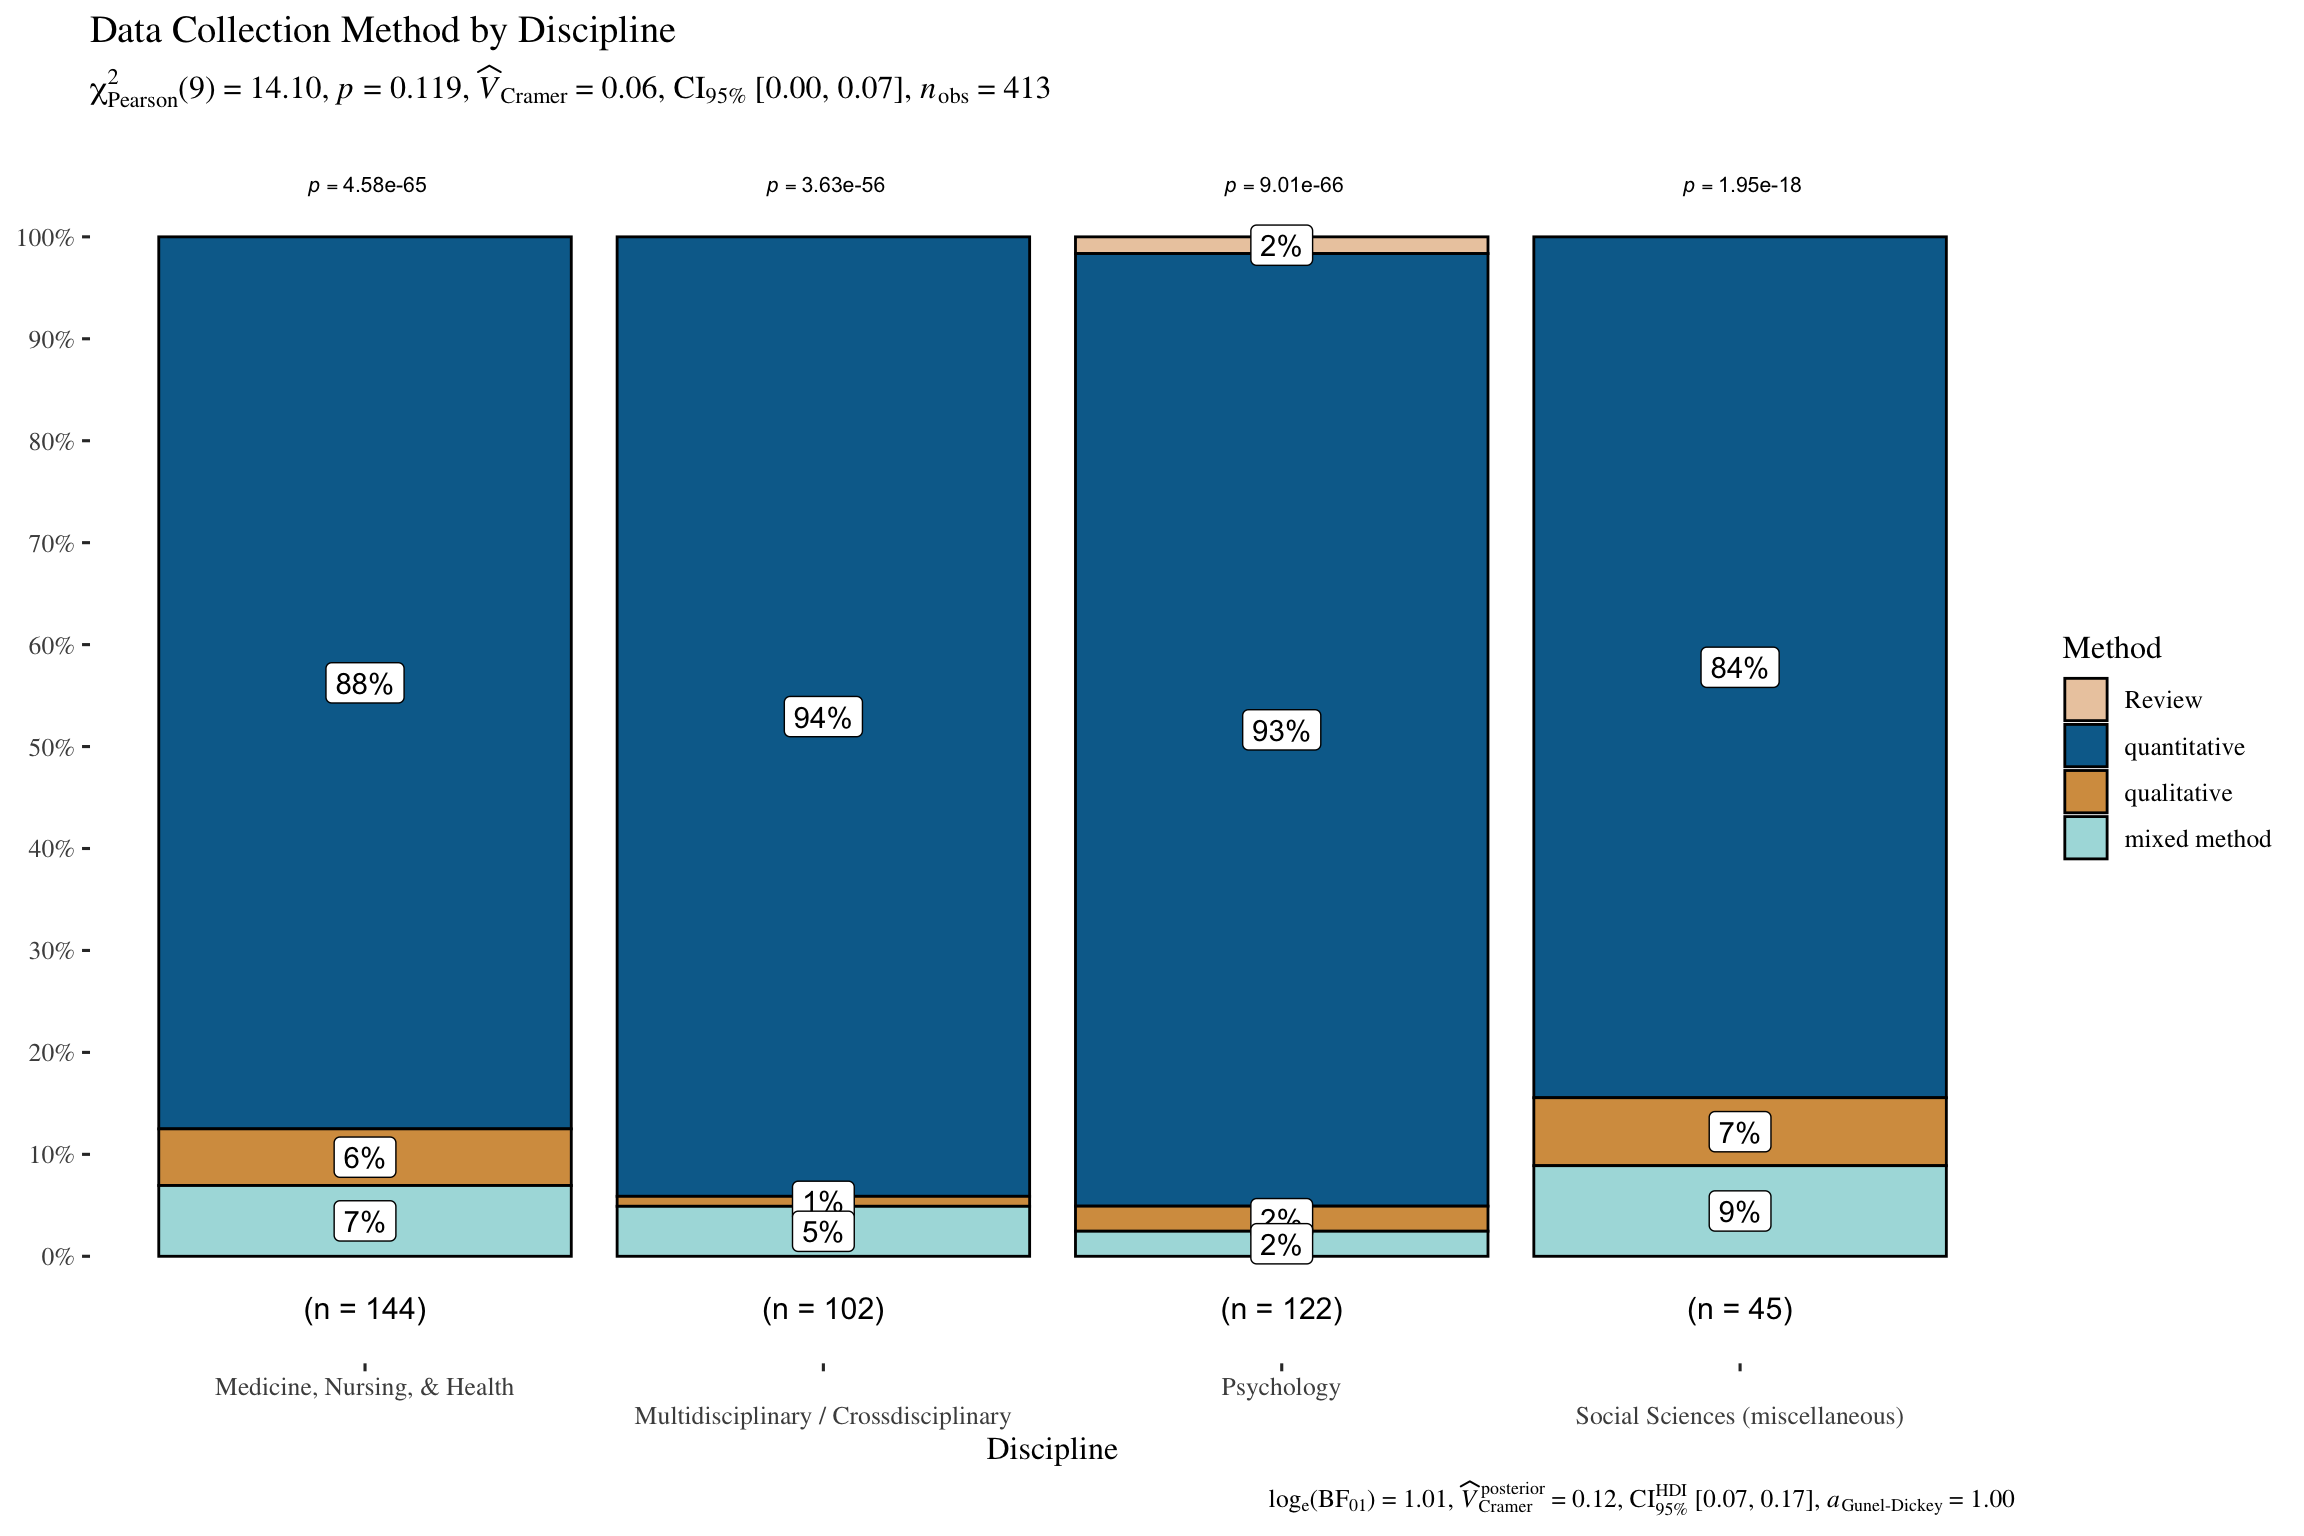 Data Collection Method by Discipline
χ²Pearson(9) = 14.10, p = 0.119, V̂Cramer = 0.06, CI95% [0.00, 0.07], nobs = 413
p = 4.58e-65 p = 3.63e-56 p = 9.01e-66 p = 1.95e-18
100%
90%
80%
70%
60%
50%
40%
30%
20%
10%
0%
88%
6%
7%
94%
1%
5%
2%
93%
2%
2%
84%
7%
9%
(n = 144) (n = 102) (n = 122) (n = 45)
Medicine, Nursing, & Health
Multidisciplinary / Crossdisciplinary
Psychology
Social Sciences (miscellaneous)
Discipline
Method
Review
quantitative
qualitative
mixed method
loge(BF01) = 1.01, V̂posteriorCramer = 0.12, CIHDI95% [0.07, 0.17], aGunel-Dickey = 1.00